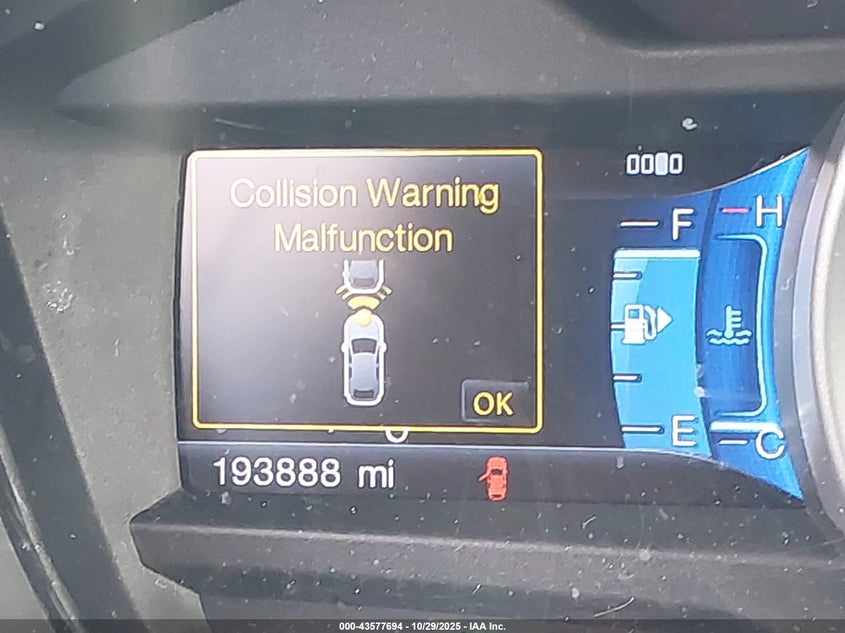 Collision Warning
Malfunction
OK
F
H
E
C
193888 mi
000-43577694 - 10/29/2025 - IAA Inc.